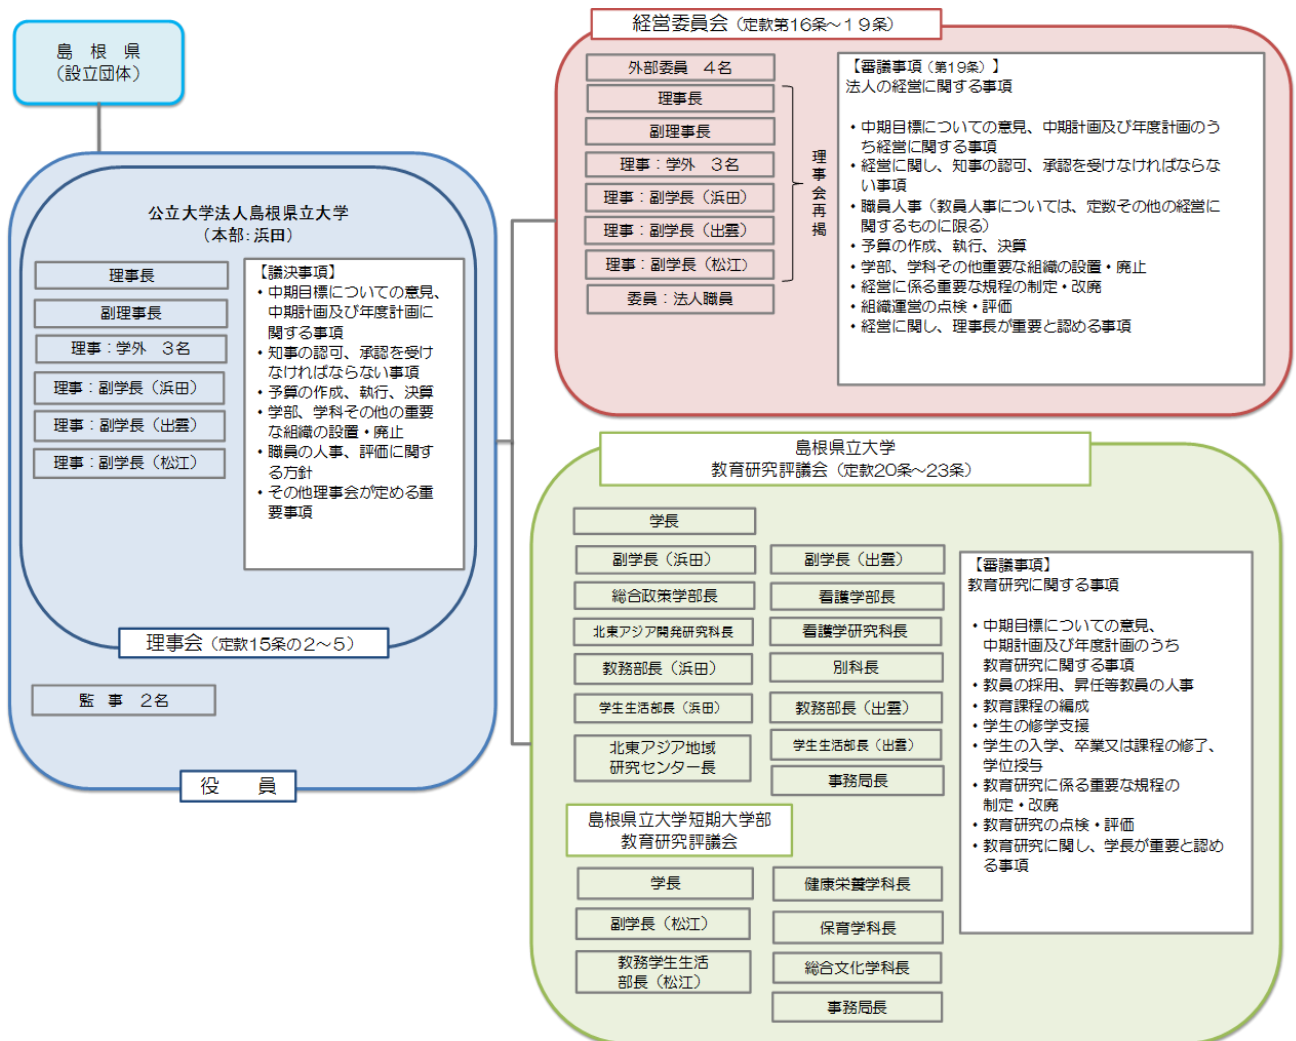 島　根　県
（設立団体）
公立大学法人島根県立大学
（本部：浜田）
理事長
副理事長
理事：学外　３名
理事：副学長（浜田）
理事：副学長（出雲）
理事：副学長（松江）
【議決事項】
・中期目標についての意見、
中期計画及び年度計画に
関する事項
・知事の認可、承認を受け
なければならない事項
・予算の作成、執行、決算
・学部、学科その他の重要
な組織の設置・廃止
・職員の人事、評価に関す
る方針
・その他理事会が定める重
要事項
理事会（定款15条の２～５）
監　事　２名
役　　員
経営委員会（定款第16条～１９条）
外部委員　４名
理事長
副理事長
理事：学外　３名
理事：副学長（浜田）
理事：副学長（出雲）
理事：副学長（松江）
委員：法人職員
理事会再掲
【審議事項（第19条）】
法人の経営に関する事項
・中期目標についての意見、中期計画及び年度計画のう
ち経営に関する事項
・経営に関し、知事の認可、承認を受けなければならな
い事項
・職員人事（教員人事については、定数その他の経営に
関するものに限る）
・予算の作成、執行、決算
・学部、学科その他重要な組織の設置・廃止
・経営に係る重要な規程の制定・改廃
・組織運営の点検・評価
・経営に関し、理事長が重要と認める事項
島根県立大学
教育研究評議会（定款20条～23条）
学長
副学長（浜田）
総合政策学部長
北東アジア開発研究科長
教務部長（浜田）
学生生活部長（浜田）
北東アジア地域
研究センター長
副学長（出雲）
看護学部長
看護学研究科長
別科長
教務部長（出雲）
学生生活部長（出雲）
事務局長
島根県立大学短期大学部
教育研究評議会
学長
副学長（松江）
教務学生生活
部長（松江）
健康栄養学科長
保育学科長
総合文化学科長
事務局長
【審議事項】
教育研究に関する事項
・中期目標についての意見、
中期計画及び年度計画のうち
教育研究に関する事項
・教員の採用、昇任等教員の人事
・教育課程の編成
・学生の修学支援
・学生の入学、卒業又は課程の修了、
学位授与
・教育研究に係る重要な規程の
制定・改廃
・教育研究の点検・評価
・教育研究に関し、学長が重要と認め
る事項